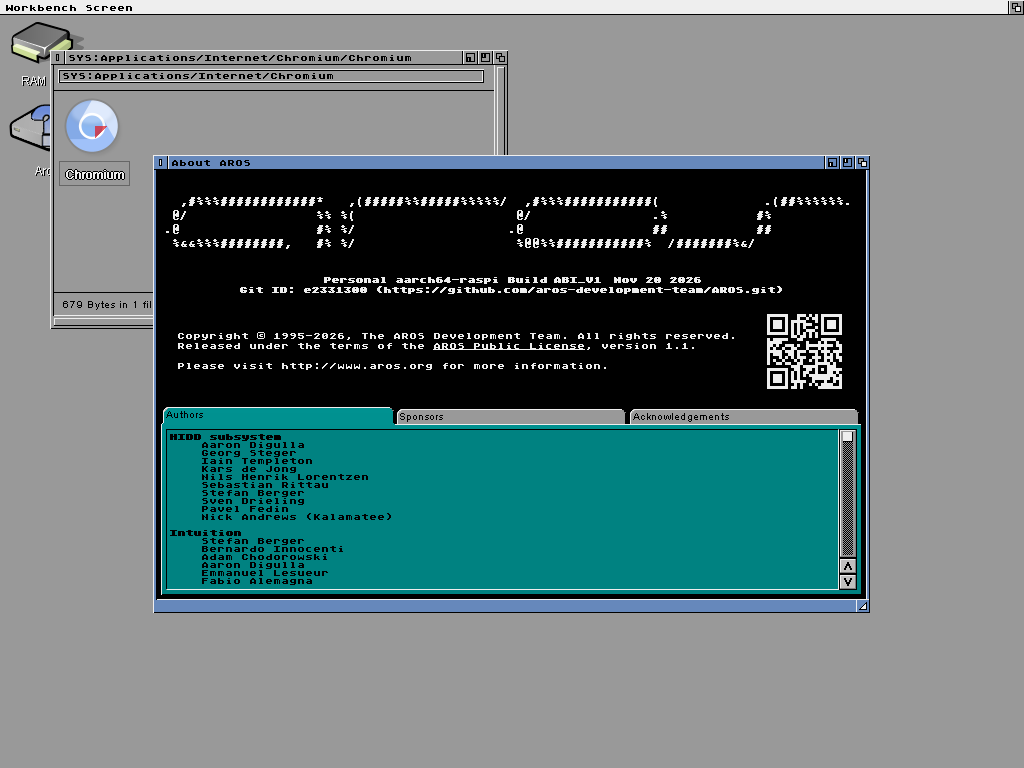 Workbench Screen
RAM
SYS:Applications/Internet/Chromium/Chromium
SYS:Applications/Internet/Chromium
Chromium
679 Bytes in 1 fil
About AROS
,#%%%############*   ,(#####%%#####%%%%%/  ,#%%%###########(             .(##%%%%%%.
@/                %% %(                    @/               .%           #%
.@                 #% %/                   .@                ##           ##
%&&%%%########,   #% %/                    %@@%%###########%  /#######%&/
Personal aarch64-raspi Build ABI_V1 Nov 20 2026
Git ID: e2331300 (https://github.com/aros-development-team/AROS.git)
Copyright © 1995-2026, The AROS Development Team. All rights reserved.
Released under the terms of the AROS Public License, version 1.1.
Please visit http://www.aros.org for more information.
Authors
Sponsors
Acknowledgements
HIDD subsystem
Aaron Digulla
Georg Steger
Iain Templeton
Kars de Jong
Nils Henrik Lorentzen
Sebastian Rittau
Stefan Berger
Sven Drieling
Pavel Fedin
Nick Andrews (Kalamatee)
Intuition
Stefan Berger
Bernardo Innocenti
Adam Chodorowski
Aaron Digulla
Emmanuel Lesueur
Fabio Alemagna